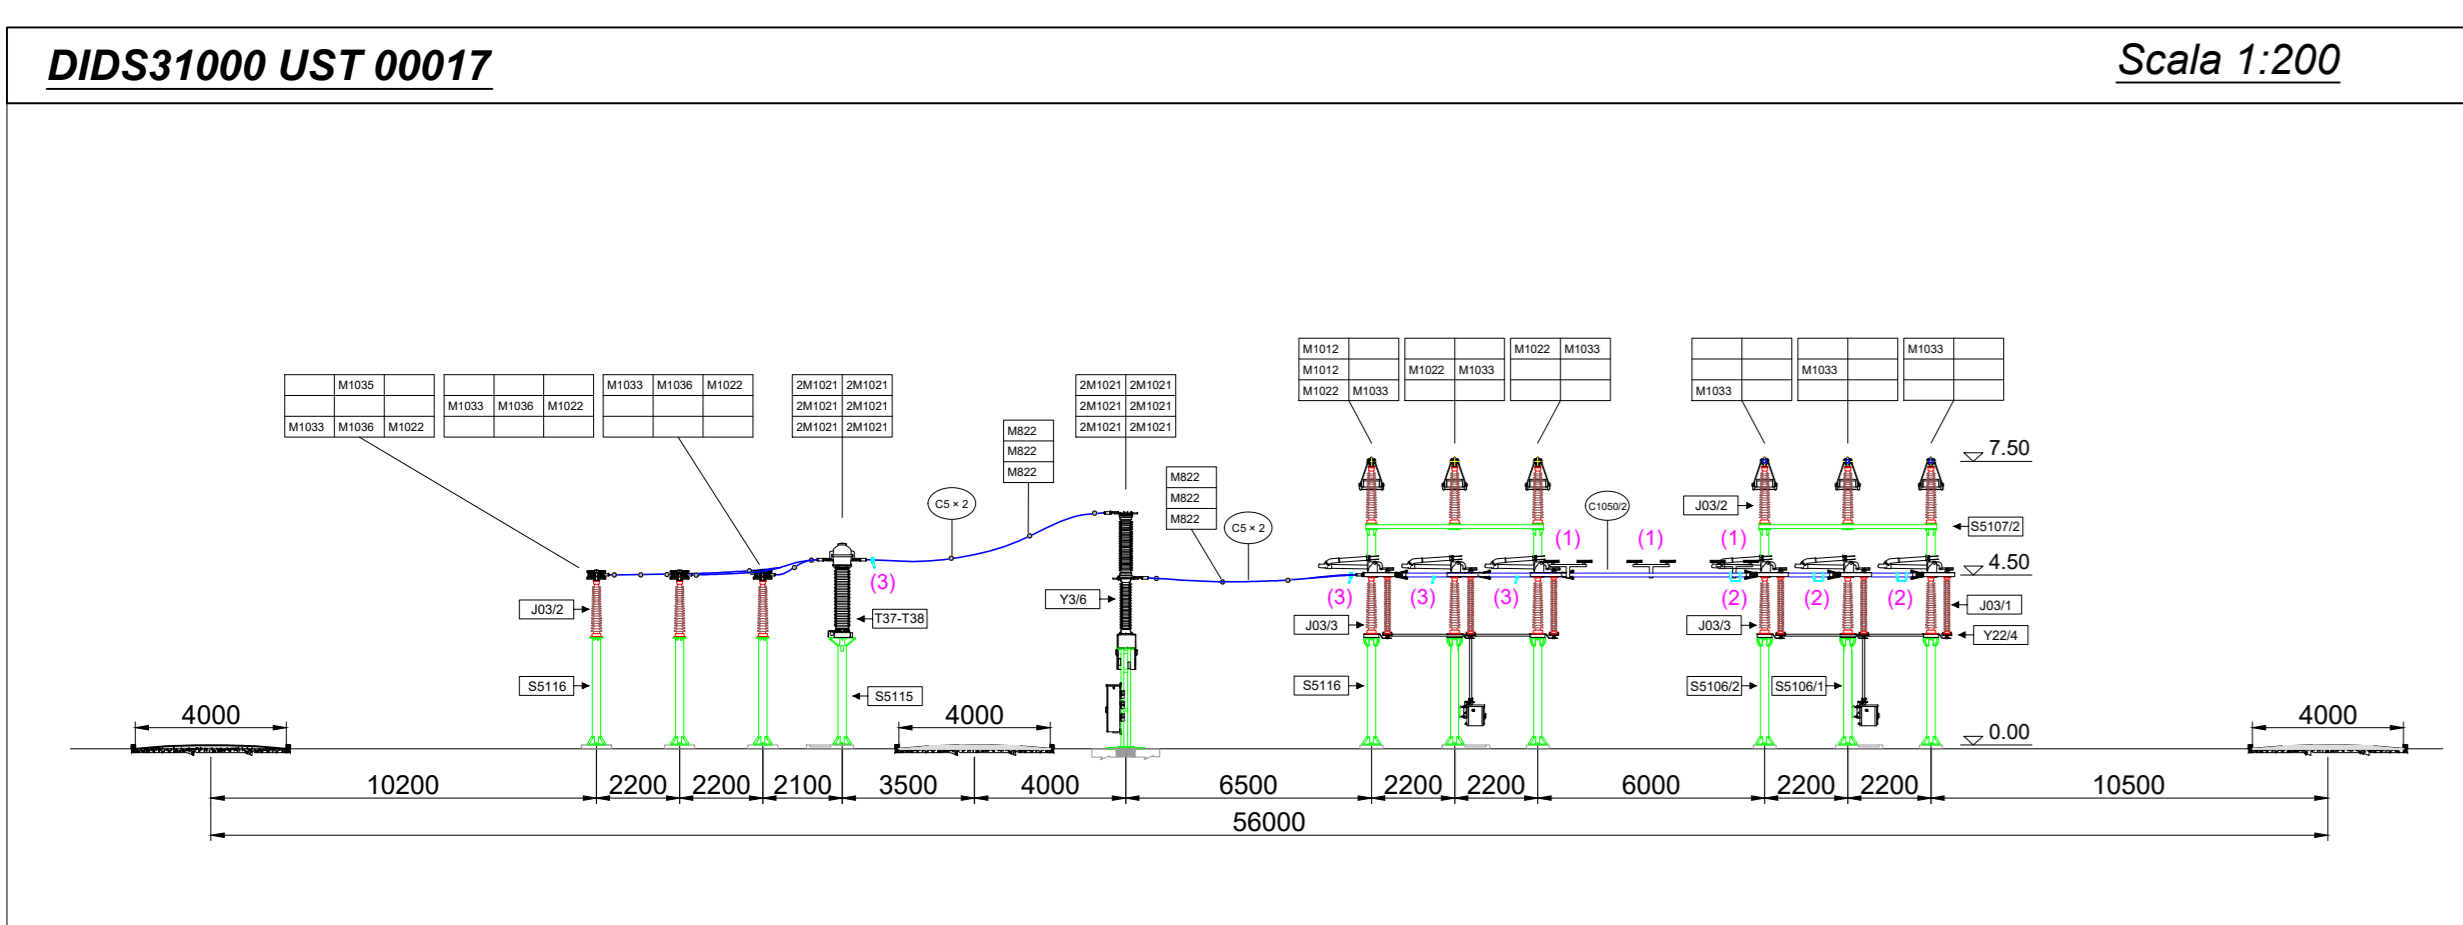 DIDS31000 UST 00017
Scala 1:200
M1035
M1033 M1036 M1022
M1033 M1036 M1022
M1033 M1036 M1022
2M1021 2M1021
2M1021 2M1021
2M1021 2M1021
M822
M822
M822
2M1021 2M1021
2M1021 2M1021
2M1021 2M1021
M822
M822
M822
M1012
M1012
M1022 M1033
M1022 M1033
M1022 M1033
M1033
M1033
M1033
7.50
C5 × 2
C5 × 2
C1050/2
J03/2
S5107/2
(1) (1) (1)
4.50
(3)
(3) (3) (3)
(2) (2) (2)
J03/2
T37-T38
Y3/6
J03/3
J03/3
J03/1
Y22/4
S5116
S5115
S5116
S5106/2
S5106/1
4000
4000
4000
0.00
10200 2200 2200 2100 3500 4000 6500 2200 2200 6000 2200 2200 10500
56000